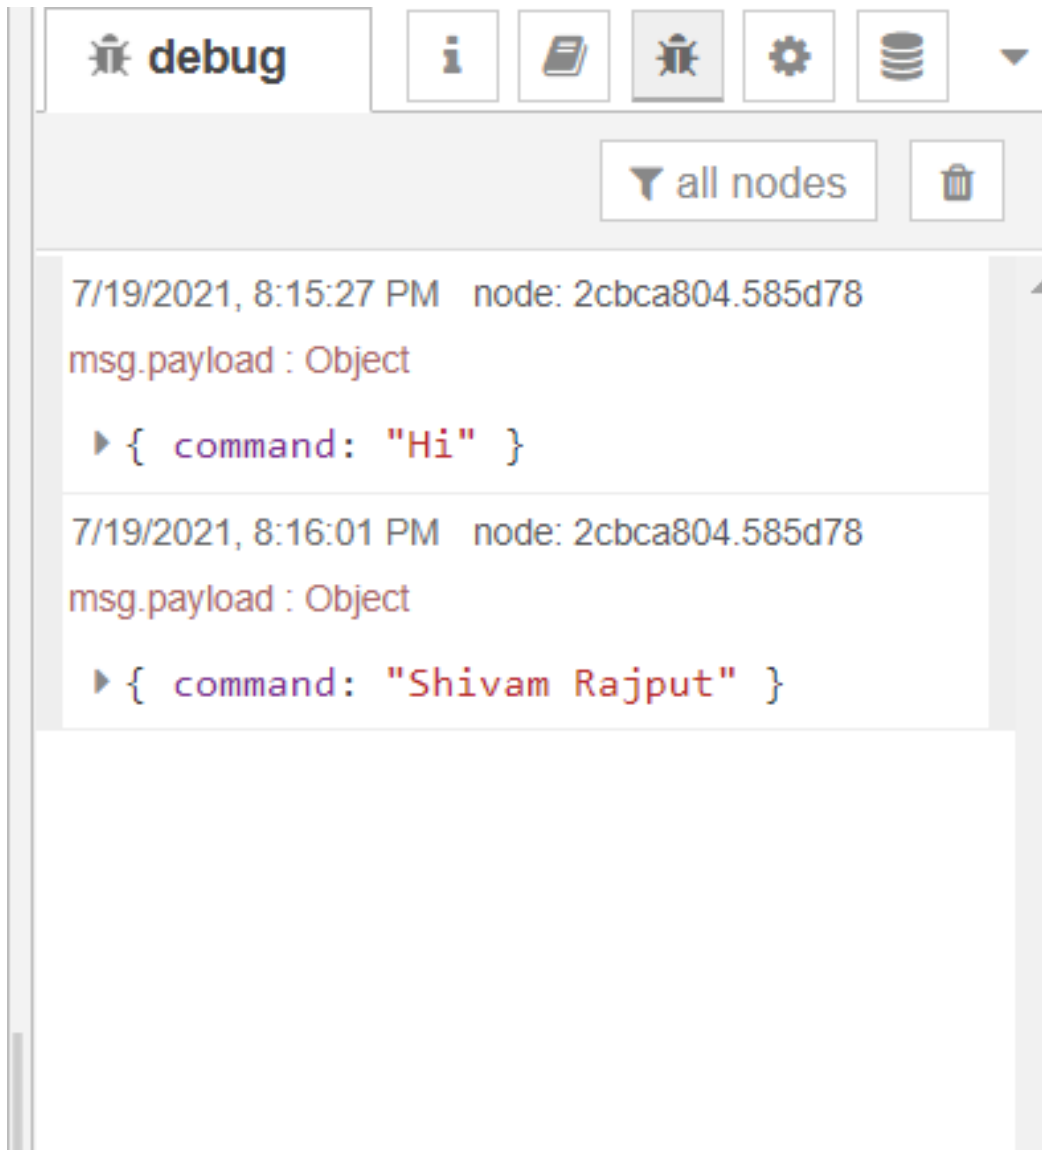 debug
all nodes
7/19/2021, 8:15:27 PM node: 2cbca804.585d78
msg.payload : Object
{ command: "Hi" }
7/19/2021, 8:16:01 PM node: 2cbca804.585d78
msg.payload : Object
{ command: "Shivam Rajput" }